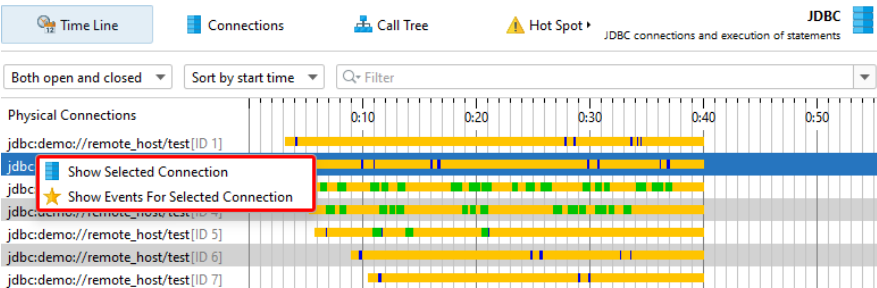 Time Line
Connections
Call Tree
Hot Spot
JDBC
JDBC connections and execution of statements
Both open and closed
Sort by start time
Filter
Physical Connections
0:10 0:20 0:30 0:40 0:50
jdbc:demo://remote_host/test[ID 1]
jdbc
Show Selected Connection
jdbc:
Show Events For Selected Connection
jdbc:demo://remote_host/test[ID 5]
jdbc:demo://remote_host/test[ID 6]
jdbc:demo://remote_host/test[ID 7]